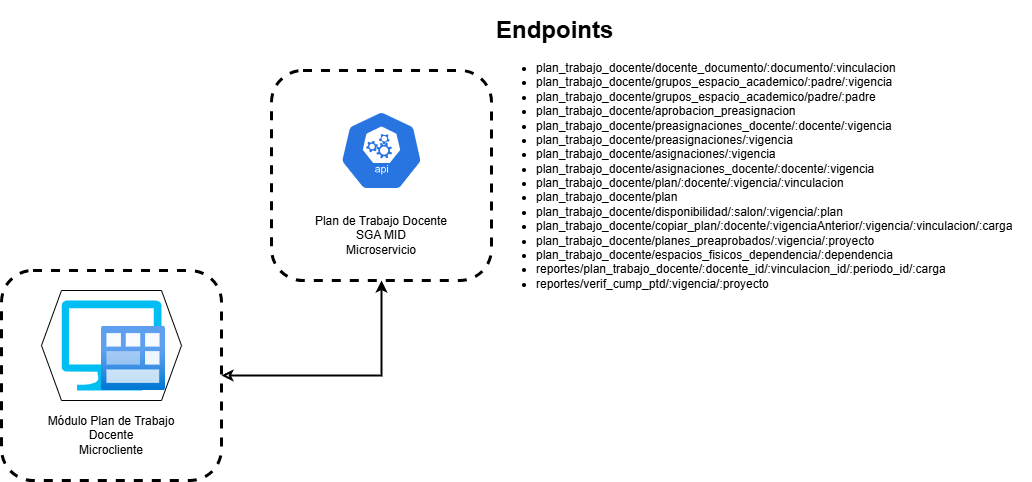 Endpoints
plan_trabajo_docente/docente_documento/:documento/:vinculacion
plan_trabajo_docente/grupos_espacio_academico/:padre/:vigencia
plan_trabajo_docente/grupos_espacio_academico/padre/:padre
plan_trabajo_docente/aprobacion_preasignacion
plan_trabajo_docente/preasignaciones_docente/:docente/:vigencia
plan_trabajo_docente/preasignaciones/:vigencia
plan_trabajo_docente/asignaciones/:vigencia
plan_trabajo_docente/asignaciones_docente/:docente/:vigencia
plan_trabajo_docente/plan/:docente/:vigencia/:vinculacion
plan_trabajo_docente/plan
plan_trabajo_docente/disponibilidad/:salon/:vigencia/:plan
plan_trabajo_docente/copiar_plan/:docente/:vigenciaAnterior/:vigencia/:vinculacion/:carga
plan_trabajo_docente/planes_preaprobados/:vigencia/:proyecto
plan_trabajo_docente/espacios_fisicos_dependencia/:dependencia
reportes/plan_trabajo_docente/:docente_id/:vinculacion_id/:periodo_id/:carga
reportes/verif_cump_ptd/:vigencia/:proyecto
api
Plan de Trabajo Docente
SGA MID
Microservicio
Módulo Plan de Trabajo
Docente
Microcliente